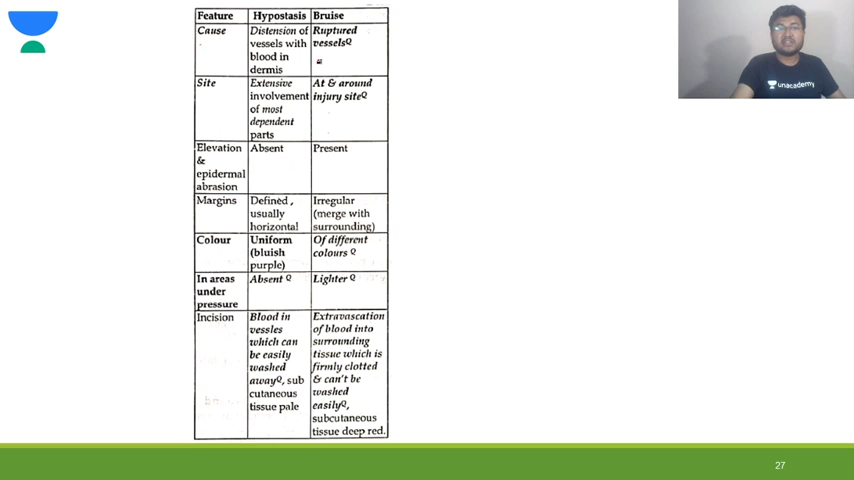 Feature Hypostasis Bruise
Cause Distension of vessels with blood in dermis Ruptured vesselsQ
Site Extensive involvement of most dependent parts At & around injury siteQ
Elevation & epidermal abrasion Absent Present
Margins Defined, usually horizontal Irregular (merge with surrounding)
Colour Uniform (bluish purple) Of different colours Q
In areas under pressure Absent Q Lighter Q
Incision Blood in vessles which can be easily washed awayQ, sub cutaneous tissue pale Extravascation of blood into surrounding tissue which is firmly clotted & can't be washed easilyQ, subcutaneous tissue deep red.
unacademy
27